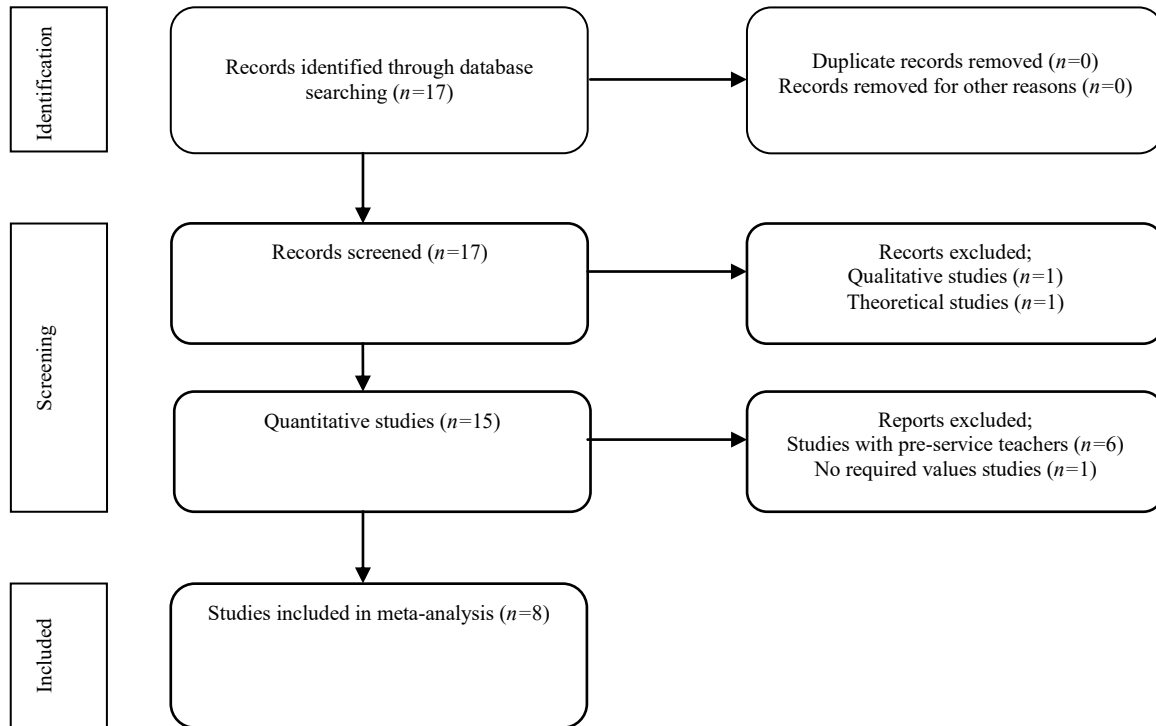 Identification
Records identified through database
searching (n=17)
Duplicate records removed (n=0)
Records removed for other reasons (n=0)
Screening
Records screened (n=17)
Recorts excluded;
Qualitative studies (n=1)
Theoretical studies (n=1)
Quantitative studies (n=15)
Reports excluded;
Studies with pre-service teachers (n=6)
No required values studies (n=1)
Included
Studies included in meta-analysis (n=8)